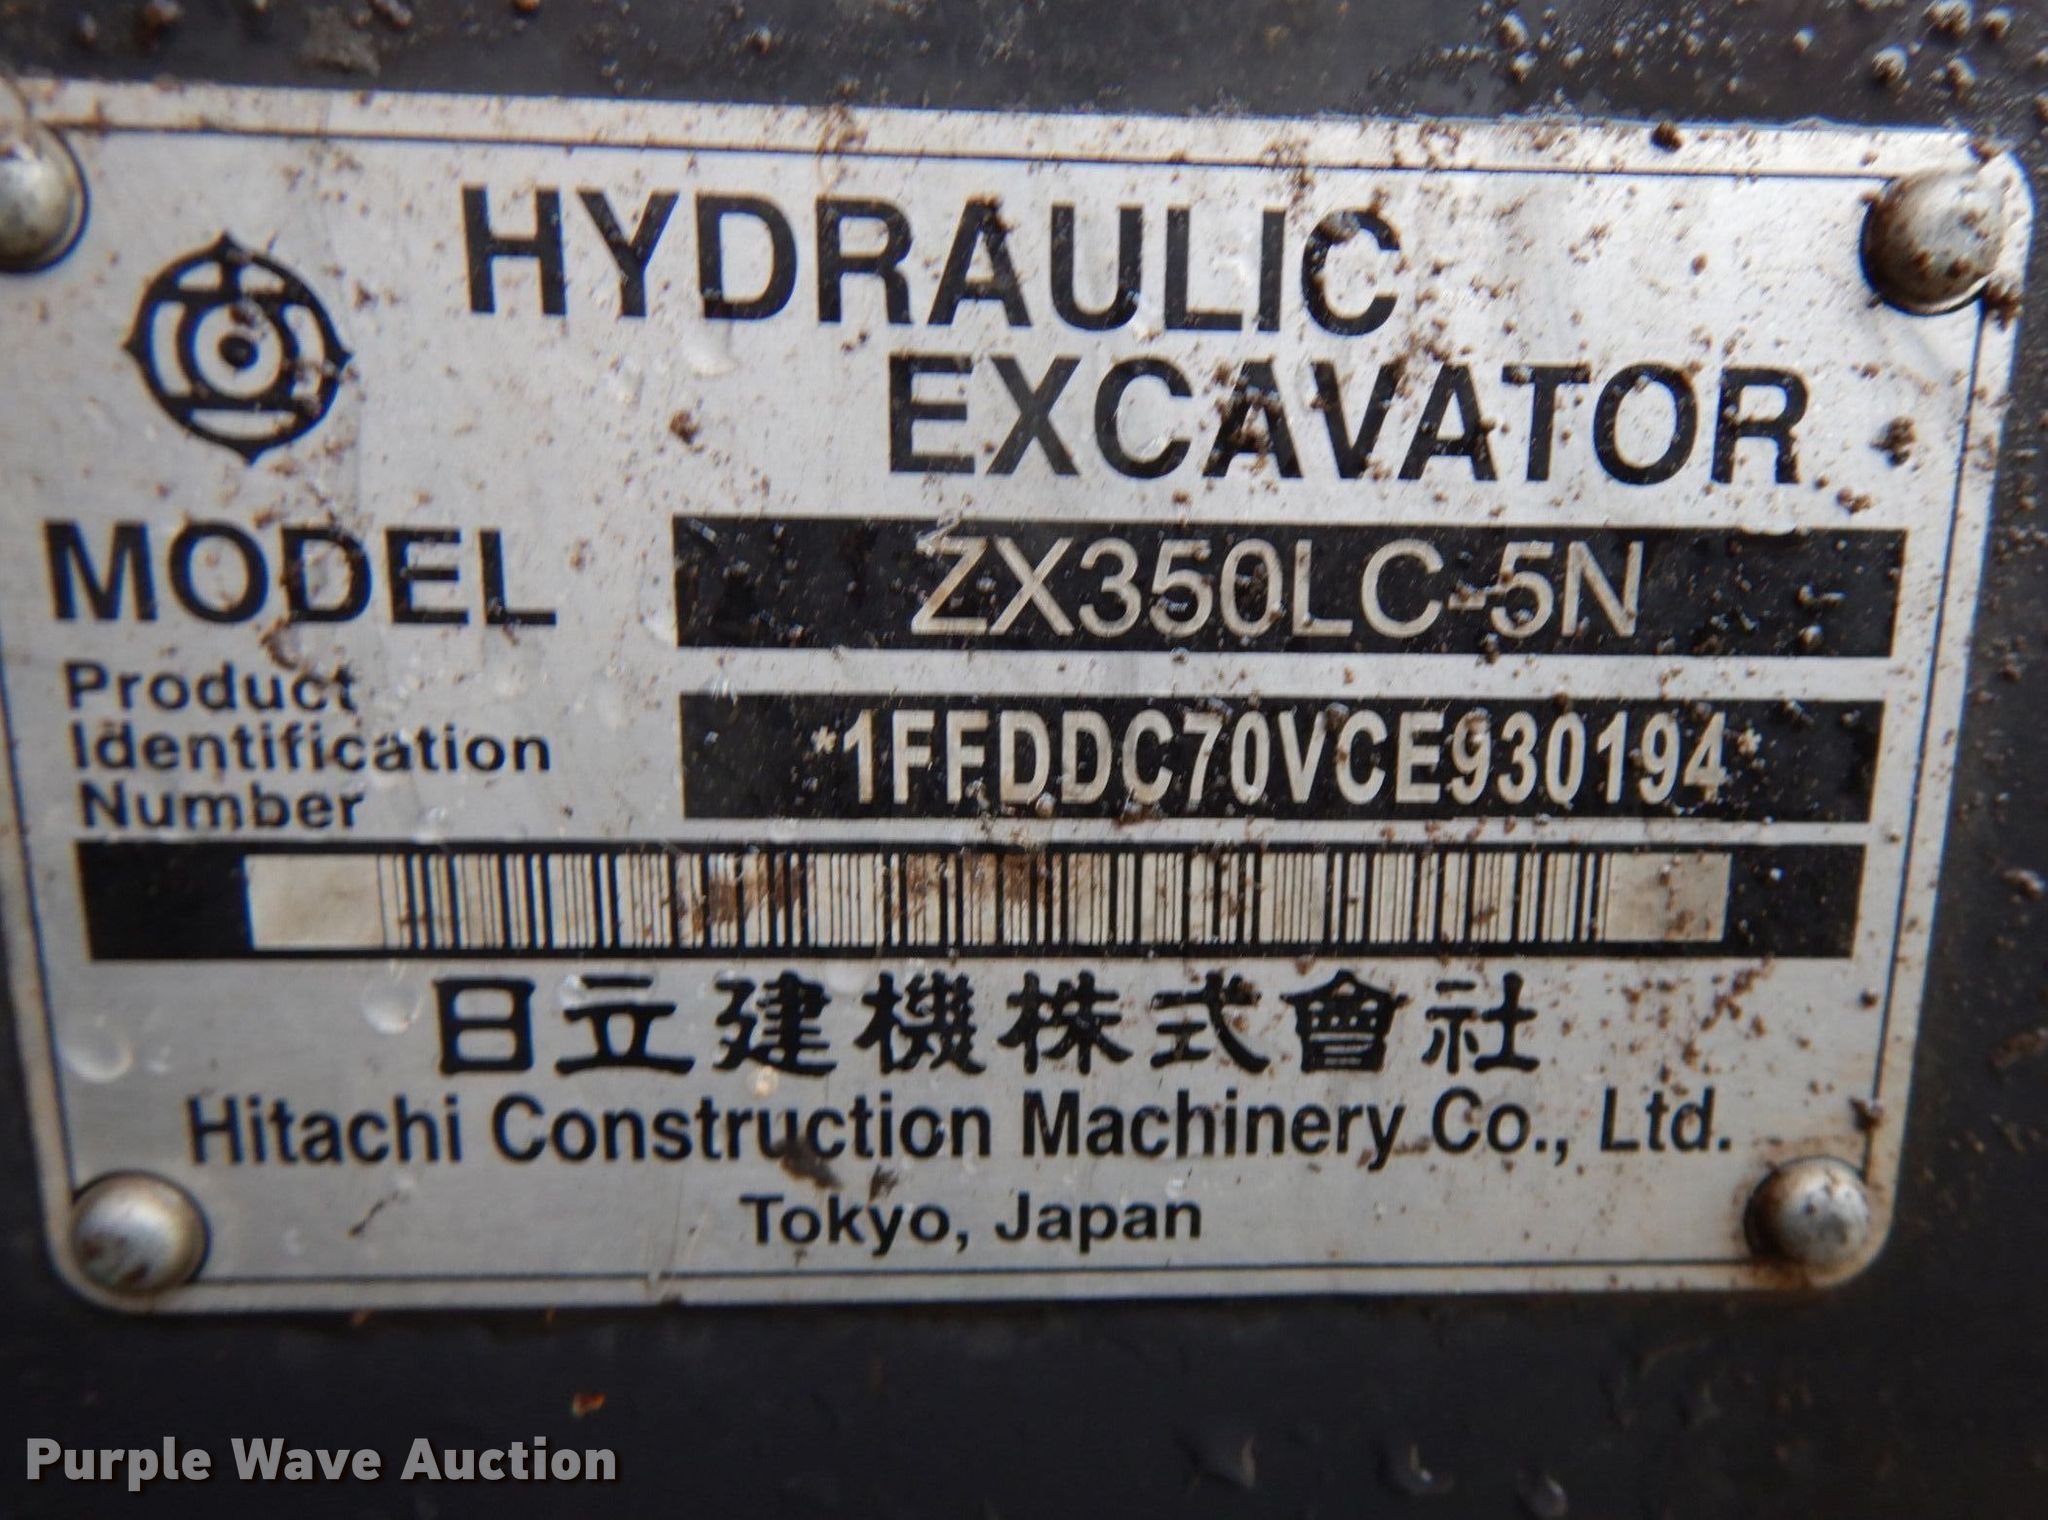 HYDRAULIC
EXCAVATOR
MODEL ZX350LC-5N
Product
Identification
Number
*1FFDDC70VCE930194*
日立建機株式會社
Hitachi Construction Machinery Co., Ltd.
Tokyo, Japan
Purple Wave Auction